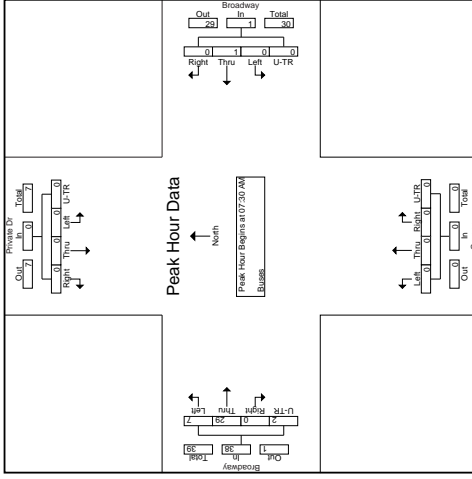 Broadway
Out In Total
29 1 30
0 1 0 0
Right Thru Left U-TR
Private Dr
Out In Total
7 0 7
0 0 0 0
Right Thru Left U-TR
Peak Hour Data
North
Peak Hour Begins at 07:30 AM
Buses
Left Thru Right U-TR
0 0 0 0
Out In Total
0 0 0
Left Thru Right U-TR
7 29 0 2
Out In Total
1 38 39
Broadway